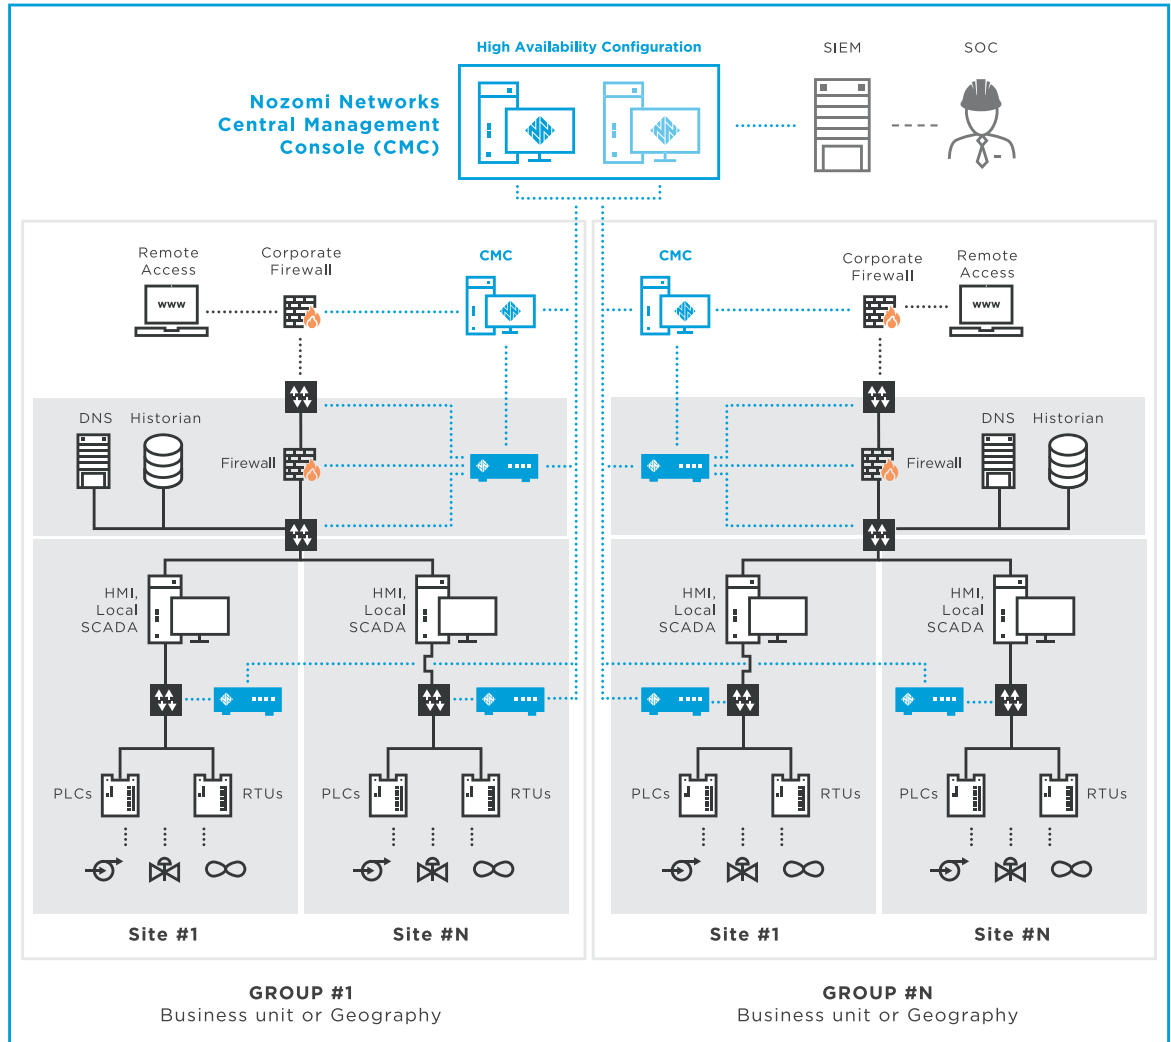 High Availability Configuration
SIEM
SOC
Nozomi Networks
Central Management
Console (CMC)
Remote
Access
Corporate
Firewall
CMC
CMC
Corporate
Firewall
Remote
Access
www
www
DNS
Historian
DNS
Historian
Firewall
Firewall
HMI,
Local
SCADA
HMI,
Local
SCADA
HMI,
Local
SCADA
HMI,
Local
SCADA
PLCs
RTUs
PLCs
RTUs
PLCs
RTUs
PLCs
RTUs
Site #1
Site #N
Site #1
Site #N
GROUP #1
Business unit or Geography
GROUP #N
Business unit or Geography